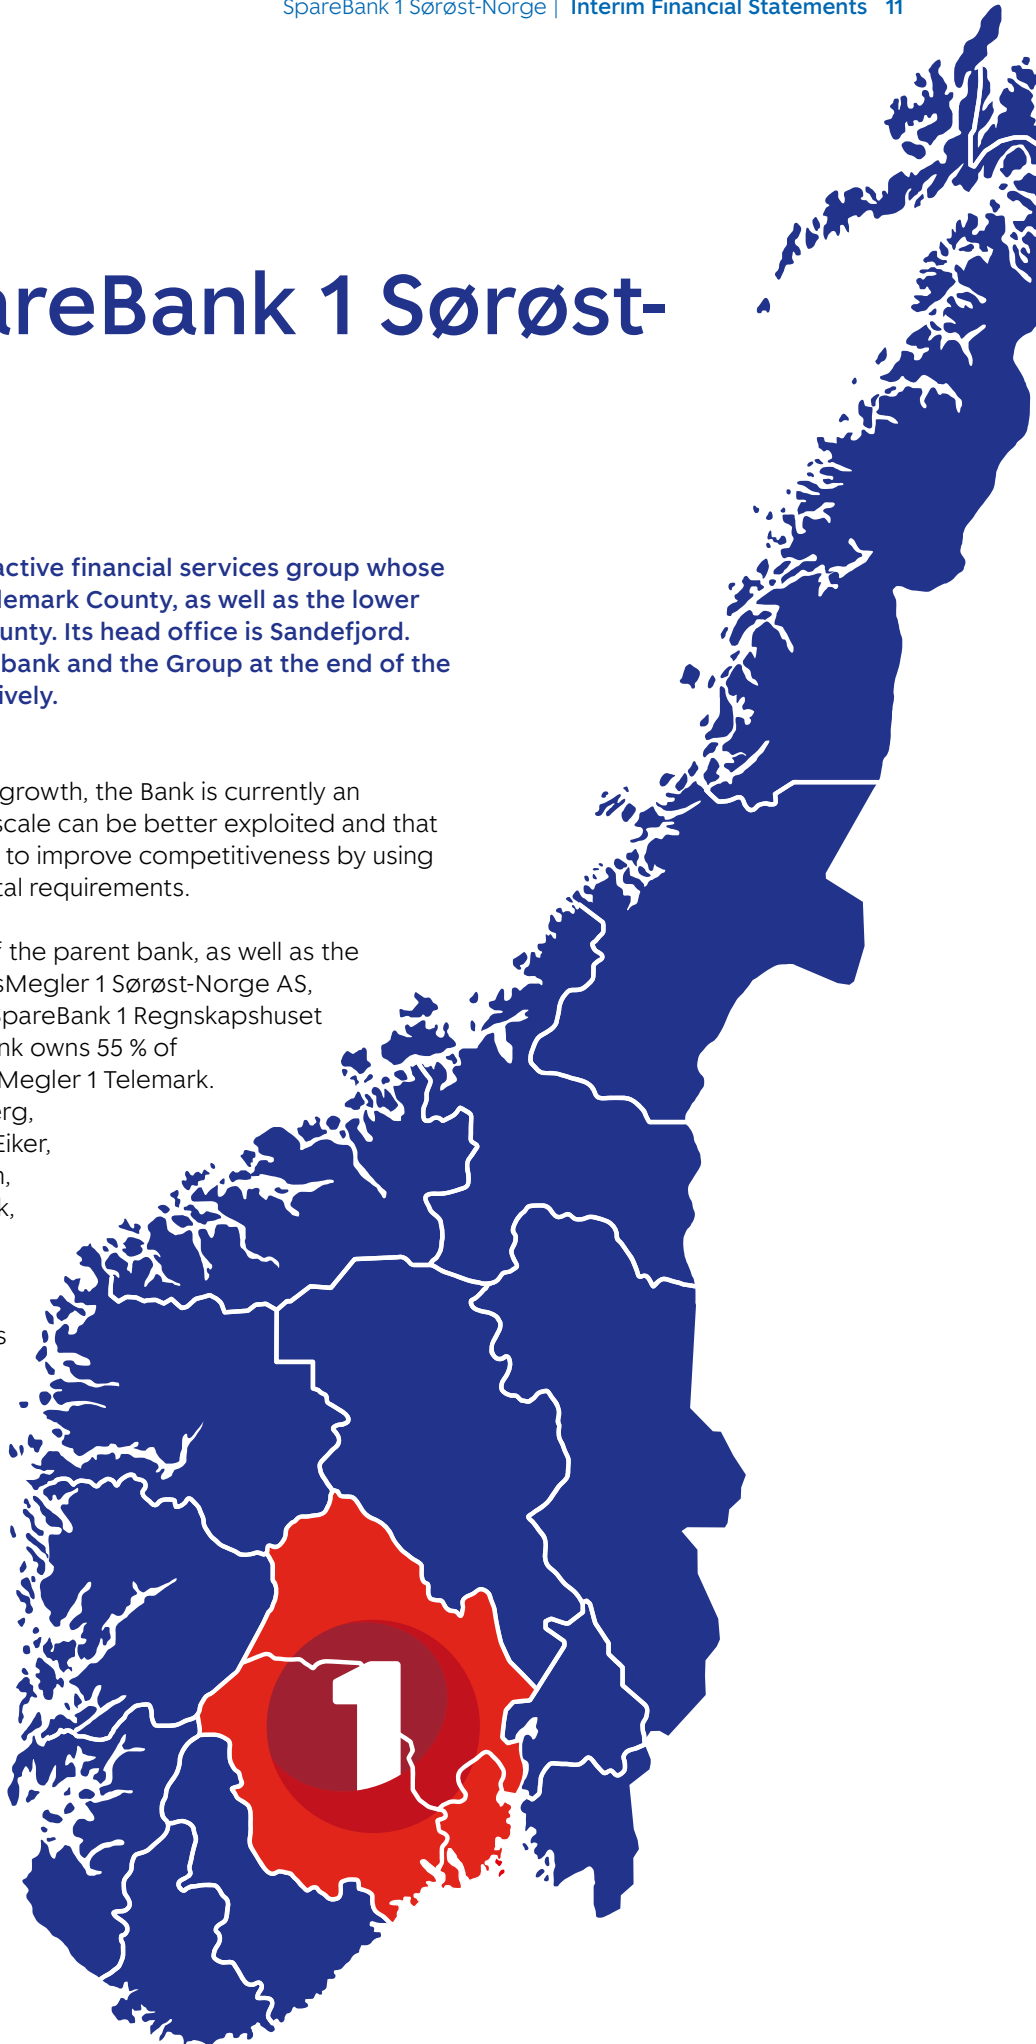 SpareBank 1 Sørøst-Norge | Interim Financial Statements 11
areBank 1 Sørøst-
active financial services group whose
lemark County, as well as the lower
unty. Its head office is Sandefjord.
bank and the Group at the end of the
ively.
growth, the Bank is currently an
scale can be better exploited and that
to improve competitiveness by using
tal requirements.
f the parent bank, as well as the
sMegler 1 Sørøst-Norge AS,
SpareBank 1 Regnskapshuset
nk owns 55 % of
Megler 1 Telemark.
erg,
Eiker,
n,
k,
s
1